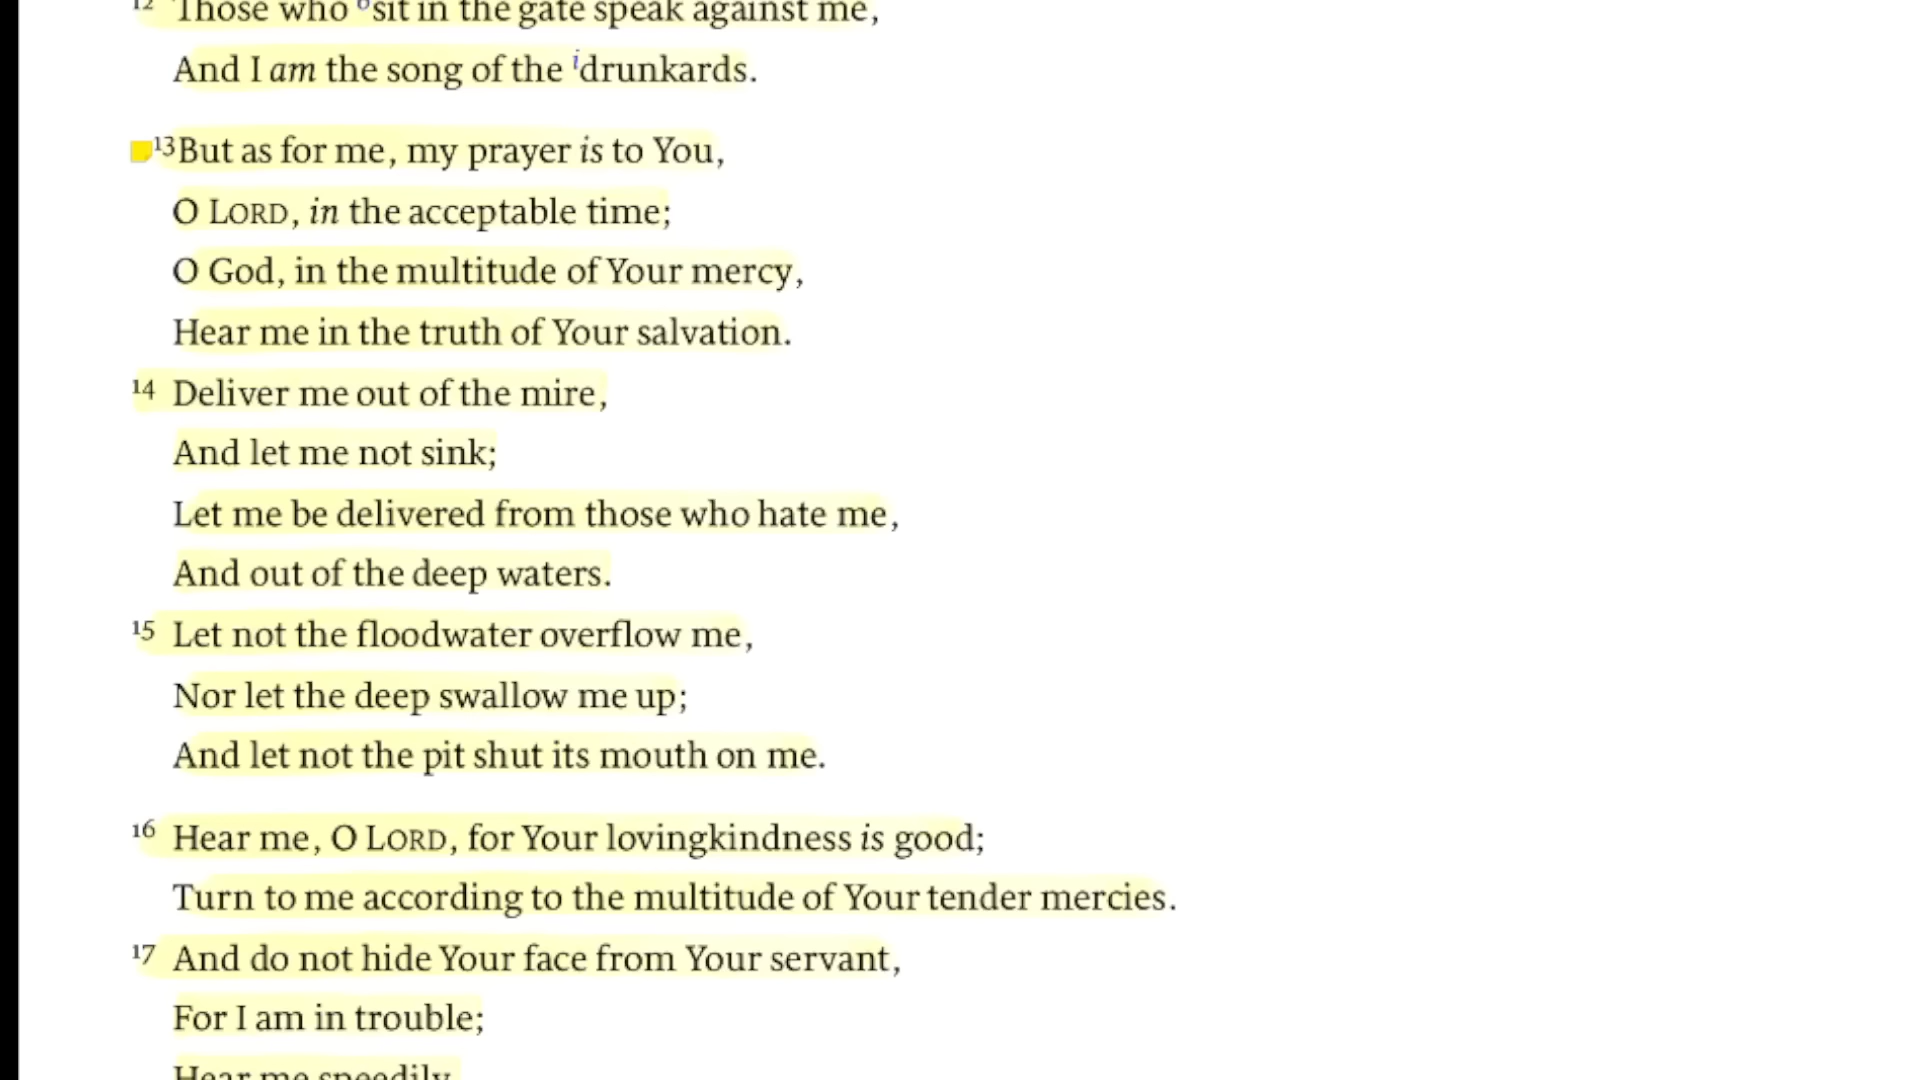 12 Those who sit in the gate speak against me,
And I am the song of the i drunkards.
13 But as for me, my prayer is to You,
O LORD, in the acceptable time;
O God, in the multitude of Your mercy,
Hear me in the truth of Your salvation.
14 Deliver me out of the mire,
And let me not sink;
Let me be delivered from those who hate me,
And out of the deep waters.
15 Let not the floodwater overflow me,
Nor let the deep swallow me up;
And let not the pit shut its mouth on me.
16 Hear me, O LORD, for Your lovingkindness is good;
Turn to me according to the multitude of Your tender mercies.
17 And do not hide Your face from Your servant,
For I am in trouble;
Hear me speedily.